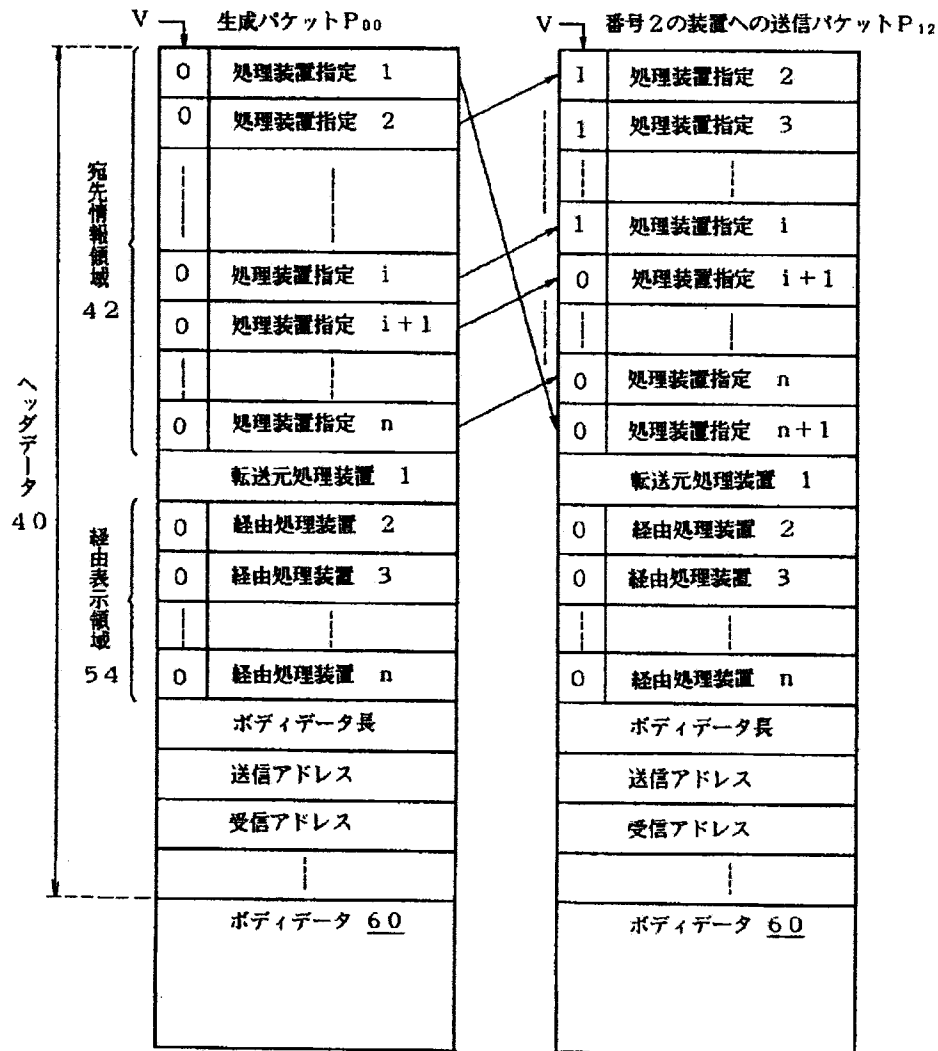 V 生成パケットP00
0 処理装置指定 1
0 処理装置指定 2
0 処理装置指定 i
0 処理装置指定 i+1
0 処理装置指定 n
転送元処理装置 1
0 経由処理装置 2
0 経由処理装置 3
0 経由処理装置 n
ボディデータ長
送信アドレス
受信アドレス
ボディデータ 60
宛先情報領域
42
ヘッダデータ
40
経由表示領域
54
V 番号2の装置への送信パケットP12
1 処理装置指定 2
1 処理装置指定 3
1 処理装置指定 i
0 処理装置指定 i+1
0 処理装置指定 n
0 処理装置指定 n+1
転送元処理装置 1
0 経由処理装置 2
0 経由処理装置 3
0 経由処理装置 n
ボディデータ長
送信アドレス
受信アドレス
ボディデータ 60